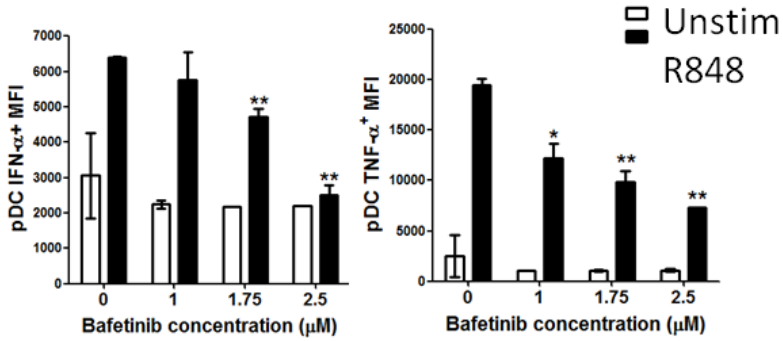 pDC IFN-α+ MFI
7000
6000
5000
4000
3000
2000
1000
0
**
**
0 1 1.75 2.5
Bafetinib concentration (μM)
pDC TNF-α⁺ MFI
25000
20000
15000
10000
5000
0
*
**
**
0 1 1.75 2.5
Bafetinib concentration (μM)
Unstim
R848